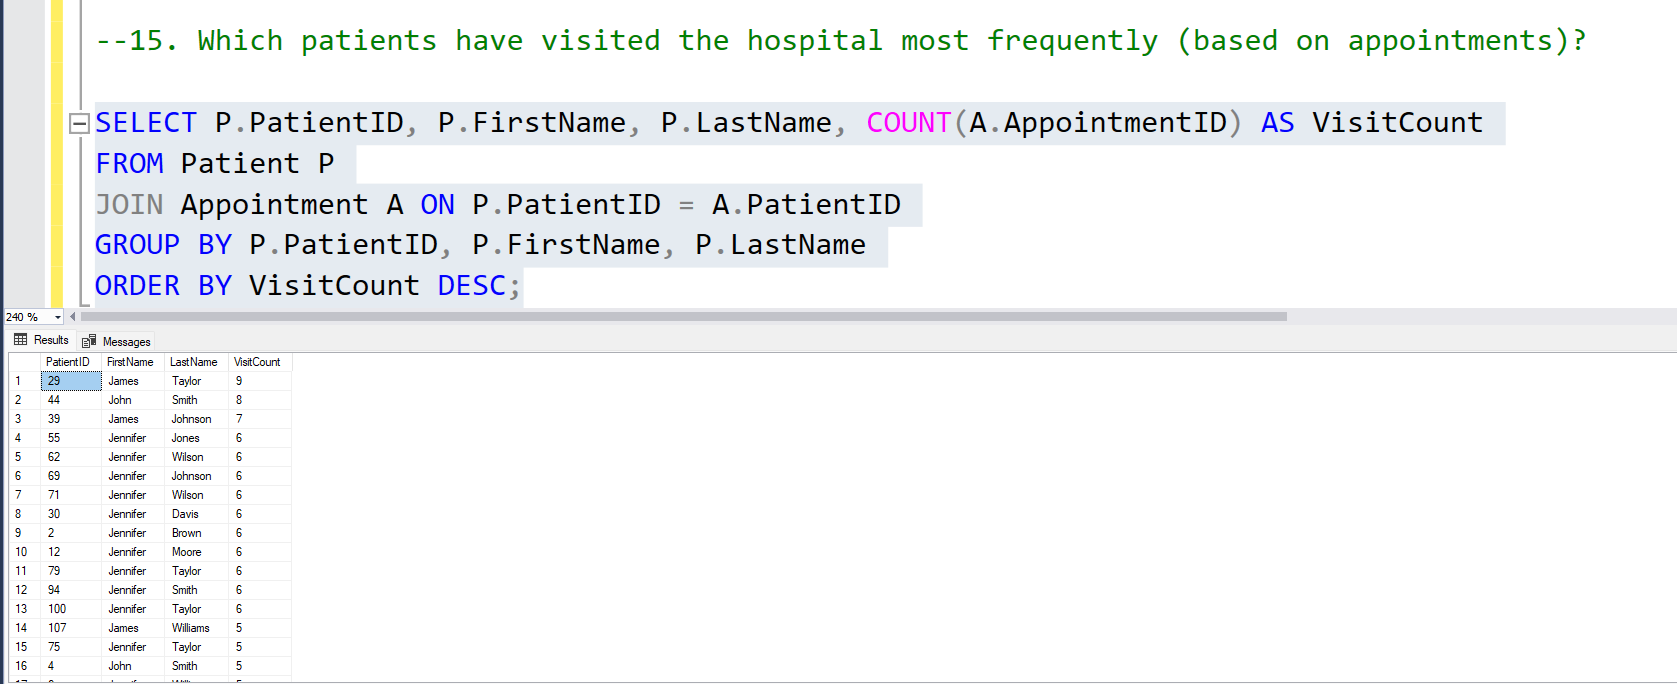 --15. Which patients have visited the hospital most frequently (based on appointments)?
SELECT P.PatientID, P.FirstName, P.LastName, COUNT(A.AppointmentID) AS VisitCount
FROM Patient P
JOIN Appointment A ON P.PatientID = A.PatientID
GROUP BY P.PatientID, P.FirstName, P.LastName
ORDER BY VisitCount DESC;
240 %
Results Messages
PatientID FirstName LastName VisitCount
1 29 James Taylor 9
2 44 John Smith 8
3 39 James Johnson 7
4 55 Jennifer Jones 6
5 62 Jennifer Wilson 6
6 69 Jennifer Johnson 6
7 71 Jennifer Wilson 6
8 30 Jennifer Davis 6
9 2 Jennifer Brown 6
10 12 Jennifer Moore 6
11 79 Jennifer Taylor 6
12 94 Jennifer Smith 6
13 100 Jennifer Taylor 6
14 107 James Williams 5
15 75 Jennifer Taylor 5
16 4 John Smith 5